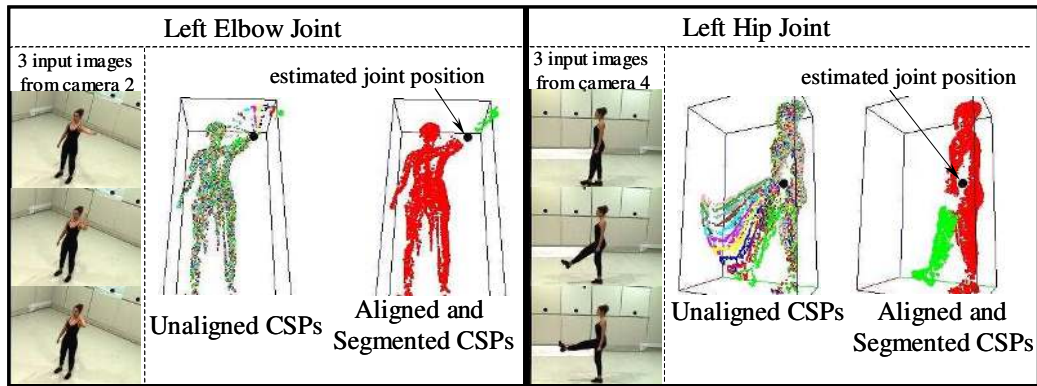 Left Elbow Joint
3 input images
from camera 2
estimated joint position
Unaligned CSPs
Aligned and
Segmented CSPs
Left Hip Joint
3 input images
from camera 4
estimated joint position
Unaligned CSPs
Aligned and
Segmented CSPs